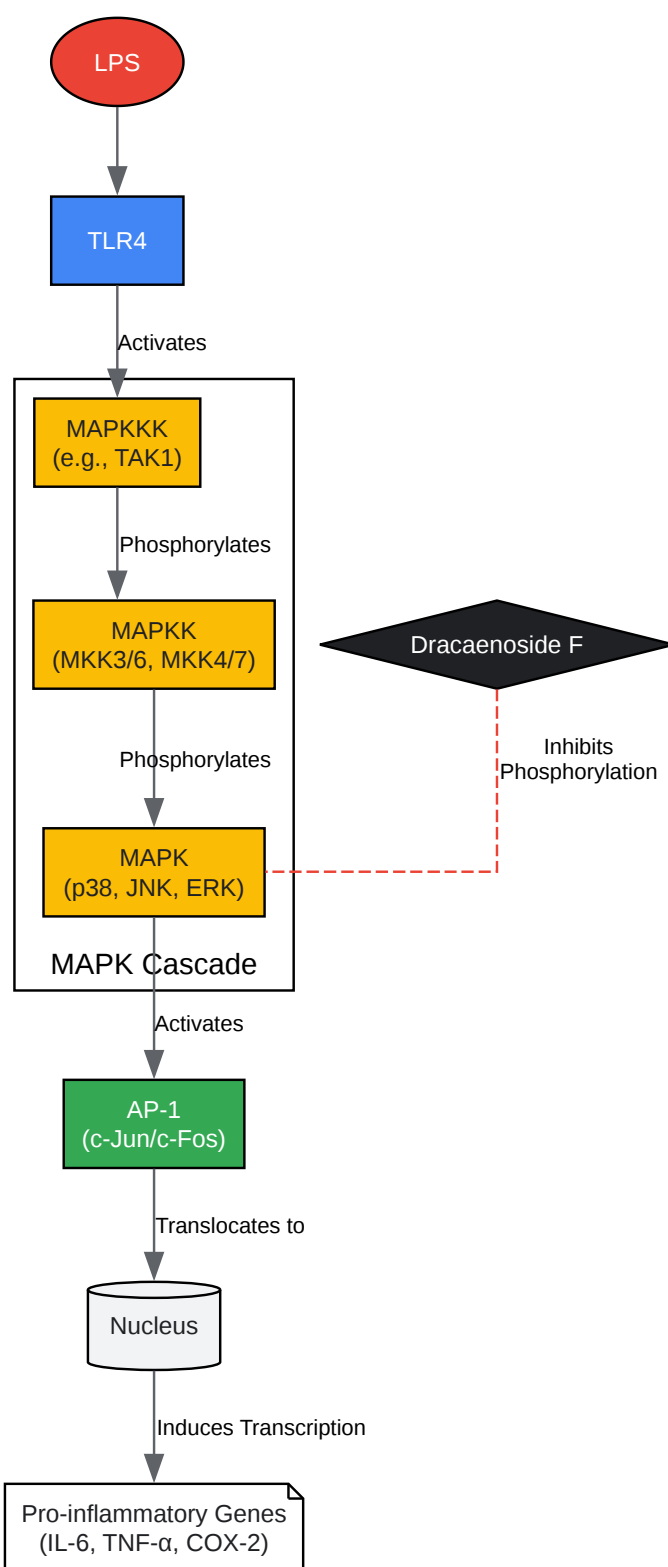 LPS
TLR4
Activates
MAPKKK
(e.g., TAK1)
Phosphorylates
MAPKK
(MKK3/6, MKK4/7)
Dracaenoside F
Phosphorylates
Inhibits
Phosphorylation
MAPK
(p38, JNK, ERK)
MAPK Cascade
Activates
AP-1
(c-Jun/c-Fos)
Translocates to
Nucleus
Induces Transcription
Pro-inflammatory Genes
(IL-6, TNF-α, COX-2)